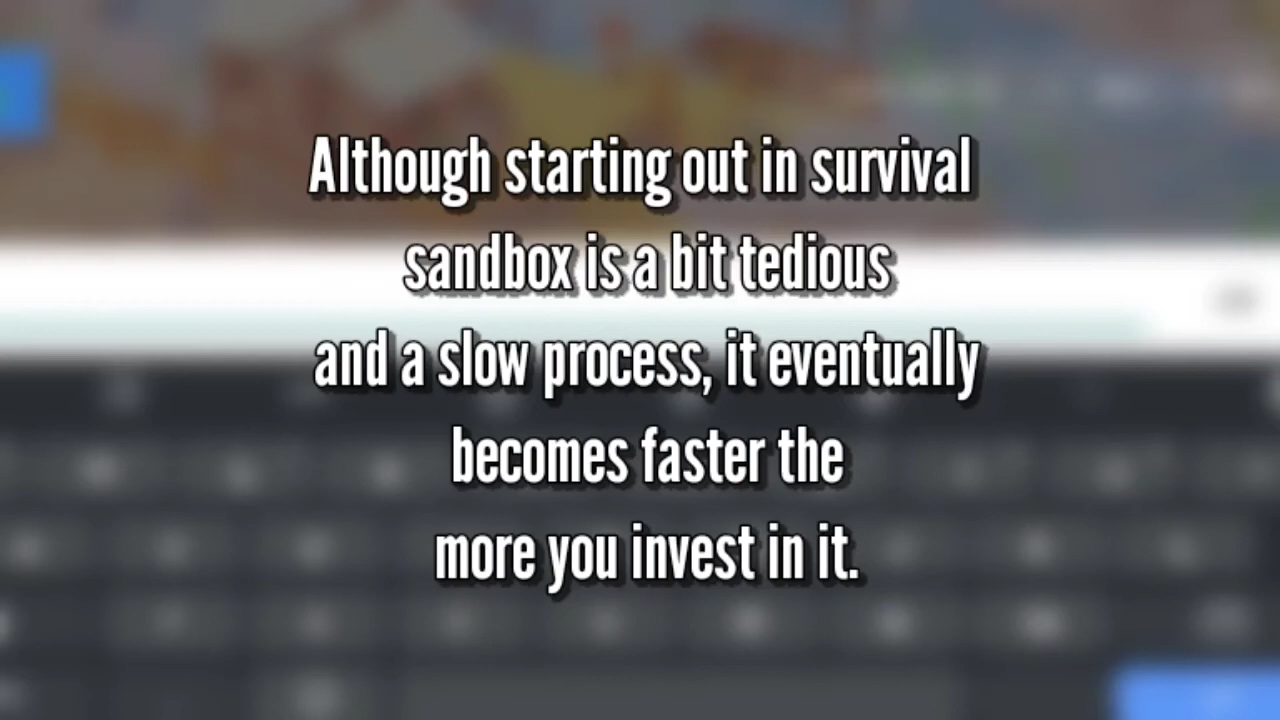 Although starting out in survival
sandbox is a bit tedious
and a slow process, it eventually
becomes faster the
more you invest in it.